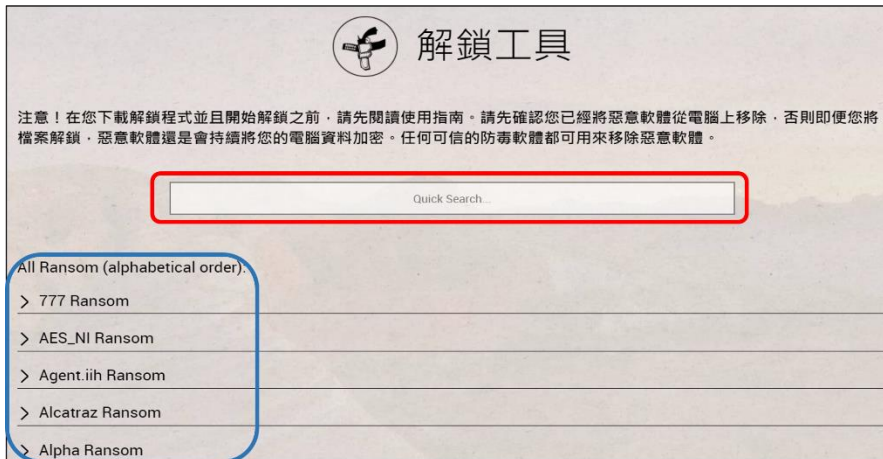 解鎖工具
注意！在您下載解鎖程式並且開始解鎖之前，請先閱讀使用指南。請先確認您已經將惡意軟體從電腦上移除，否則即便您將
檔案解鎖，惡意軟體還是會持續將您的電腦資料加密。任何可信的防毒軟體都可用來移除惡意軟體。
Quick Search...
All Ransom (alphabetical order):
> 777 Ransom
> AES_NI Ransom
> Agent.iih Ransom
> Alcatraz Ransom
> Alpha Ransom